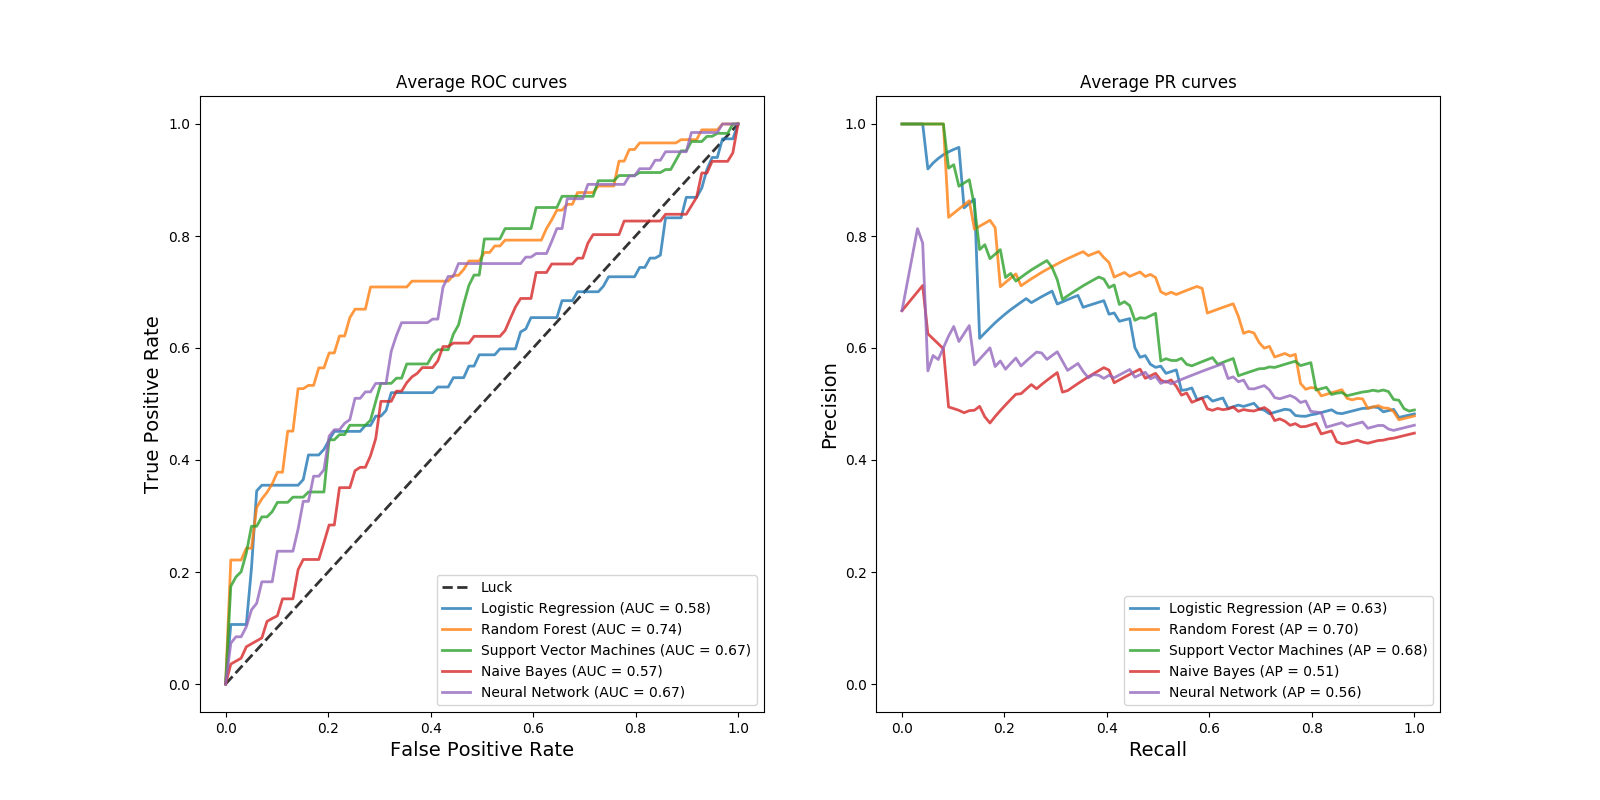 Average ROC curves
True Positive Rate
1.0
0.8
0.6
0.4
0.2
0.0
Luck
Logistic Regression (AUC = 0.58)
Random Forest (AUC = 0.74)
Support Vector Machines (AUC = 0.67)
Naive Bayes (AUC = 0.57)
Neural Network (AUC = 0.67)
0.0 0.2 0.4 0.6 0.8 1.0
False Positive Rate
Average PR curves
Precision
1.0
0.8
0.6
0.4
0.2
0.0
Logistic Regression (AP = 0.63)
Random Forest (AP = 0.70)
Support Vector Machines (AP = 0.68)
Naive Bayes (AP = 0.51)
Neural Network (AP = 0.56)
0.0 0.2 0.4 0.6 0.8 1.0
Recall